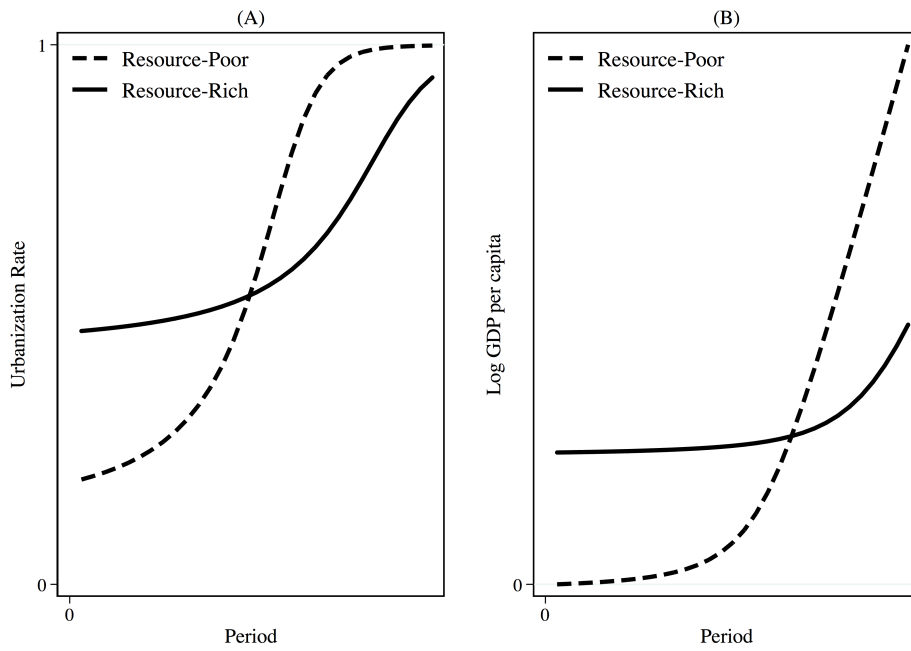 (A)
1
Resource-Poor
Resource-Rich
Urbanization Rate
0
0
Period
(B)
Resource-Poor
Resource-Rich
Log GDP per capita
0
0
Period